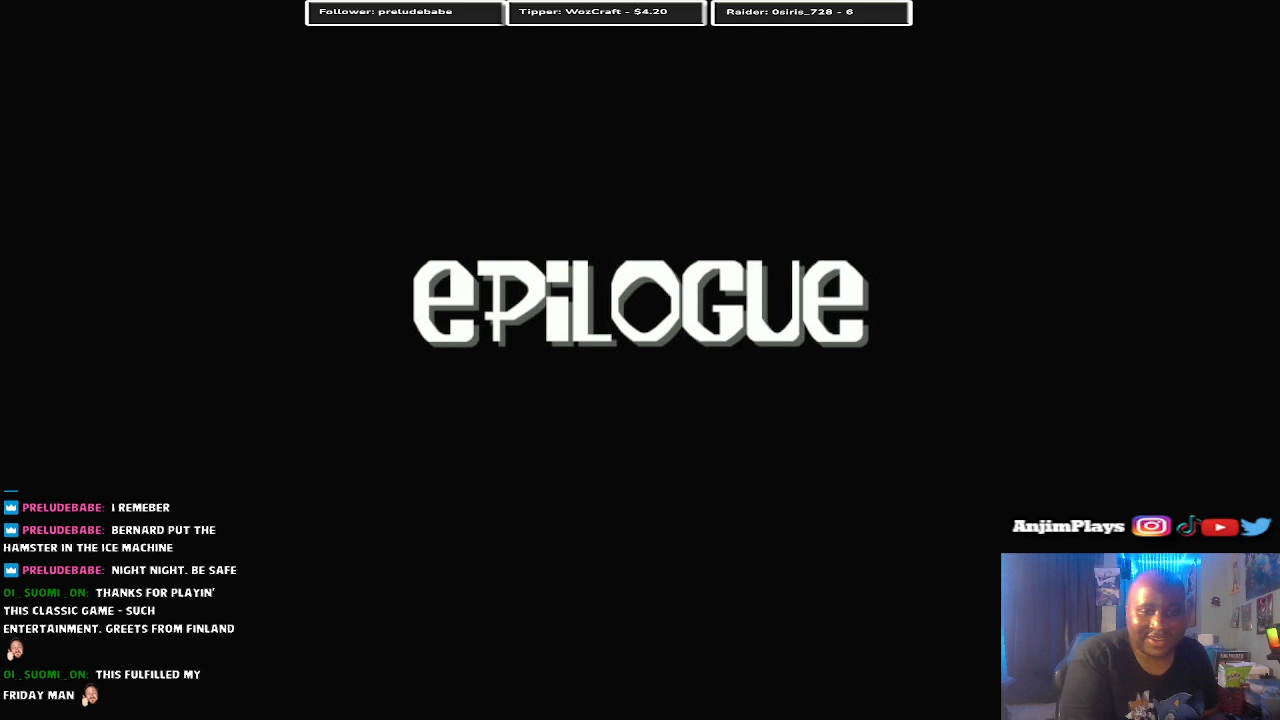 Follower: preludebabe
Tipper: WozCraft - $4.20
Raider: 0siris_728 - 6
EPILOGUE
PRELUDEBABE: I REMEBER
PRELUDEBABE: BERNARD PUT THE
HAMSTER IN THE ICE MACHINE
PRELUDEBABE: NIGHT NIGHT. BE SAFE
OI_SUOMI_ON: THANKS FOR PLAYIN'
THIS CLASSIC GAME - SUCH
ENTERTAINMENT. GREETS FROM FINLAND
OI_SUOMI_ON: THIS FULFILLED MY
FRIDAY MAN
AnjimPlays